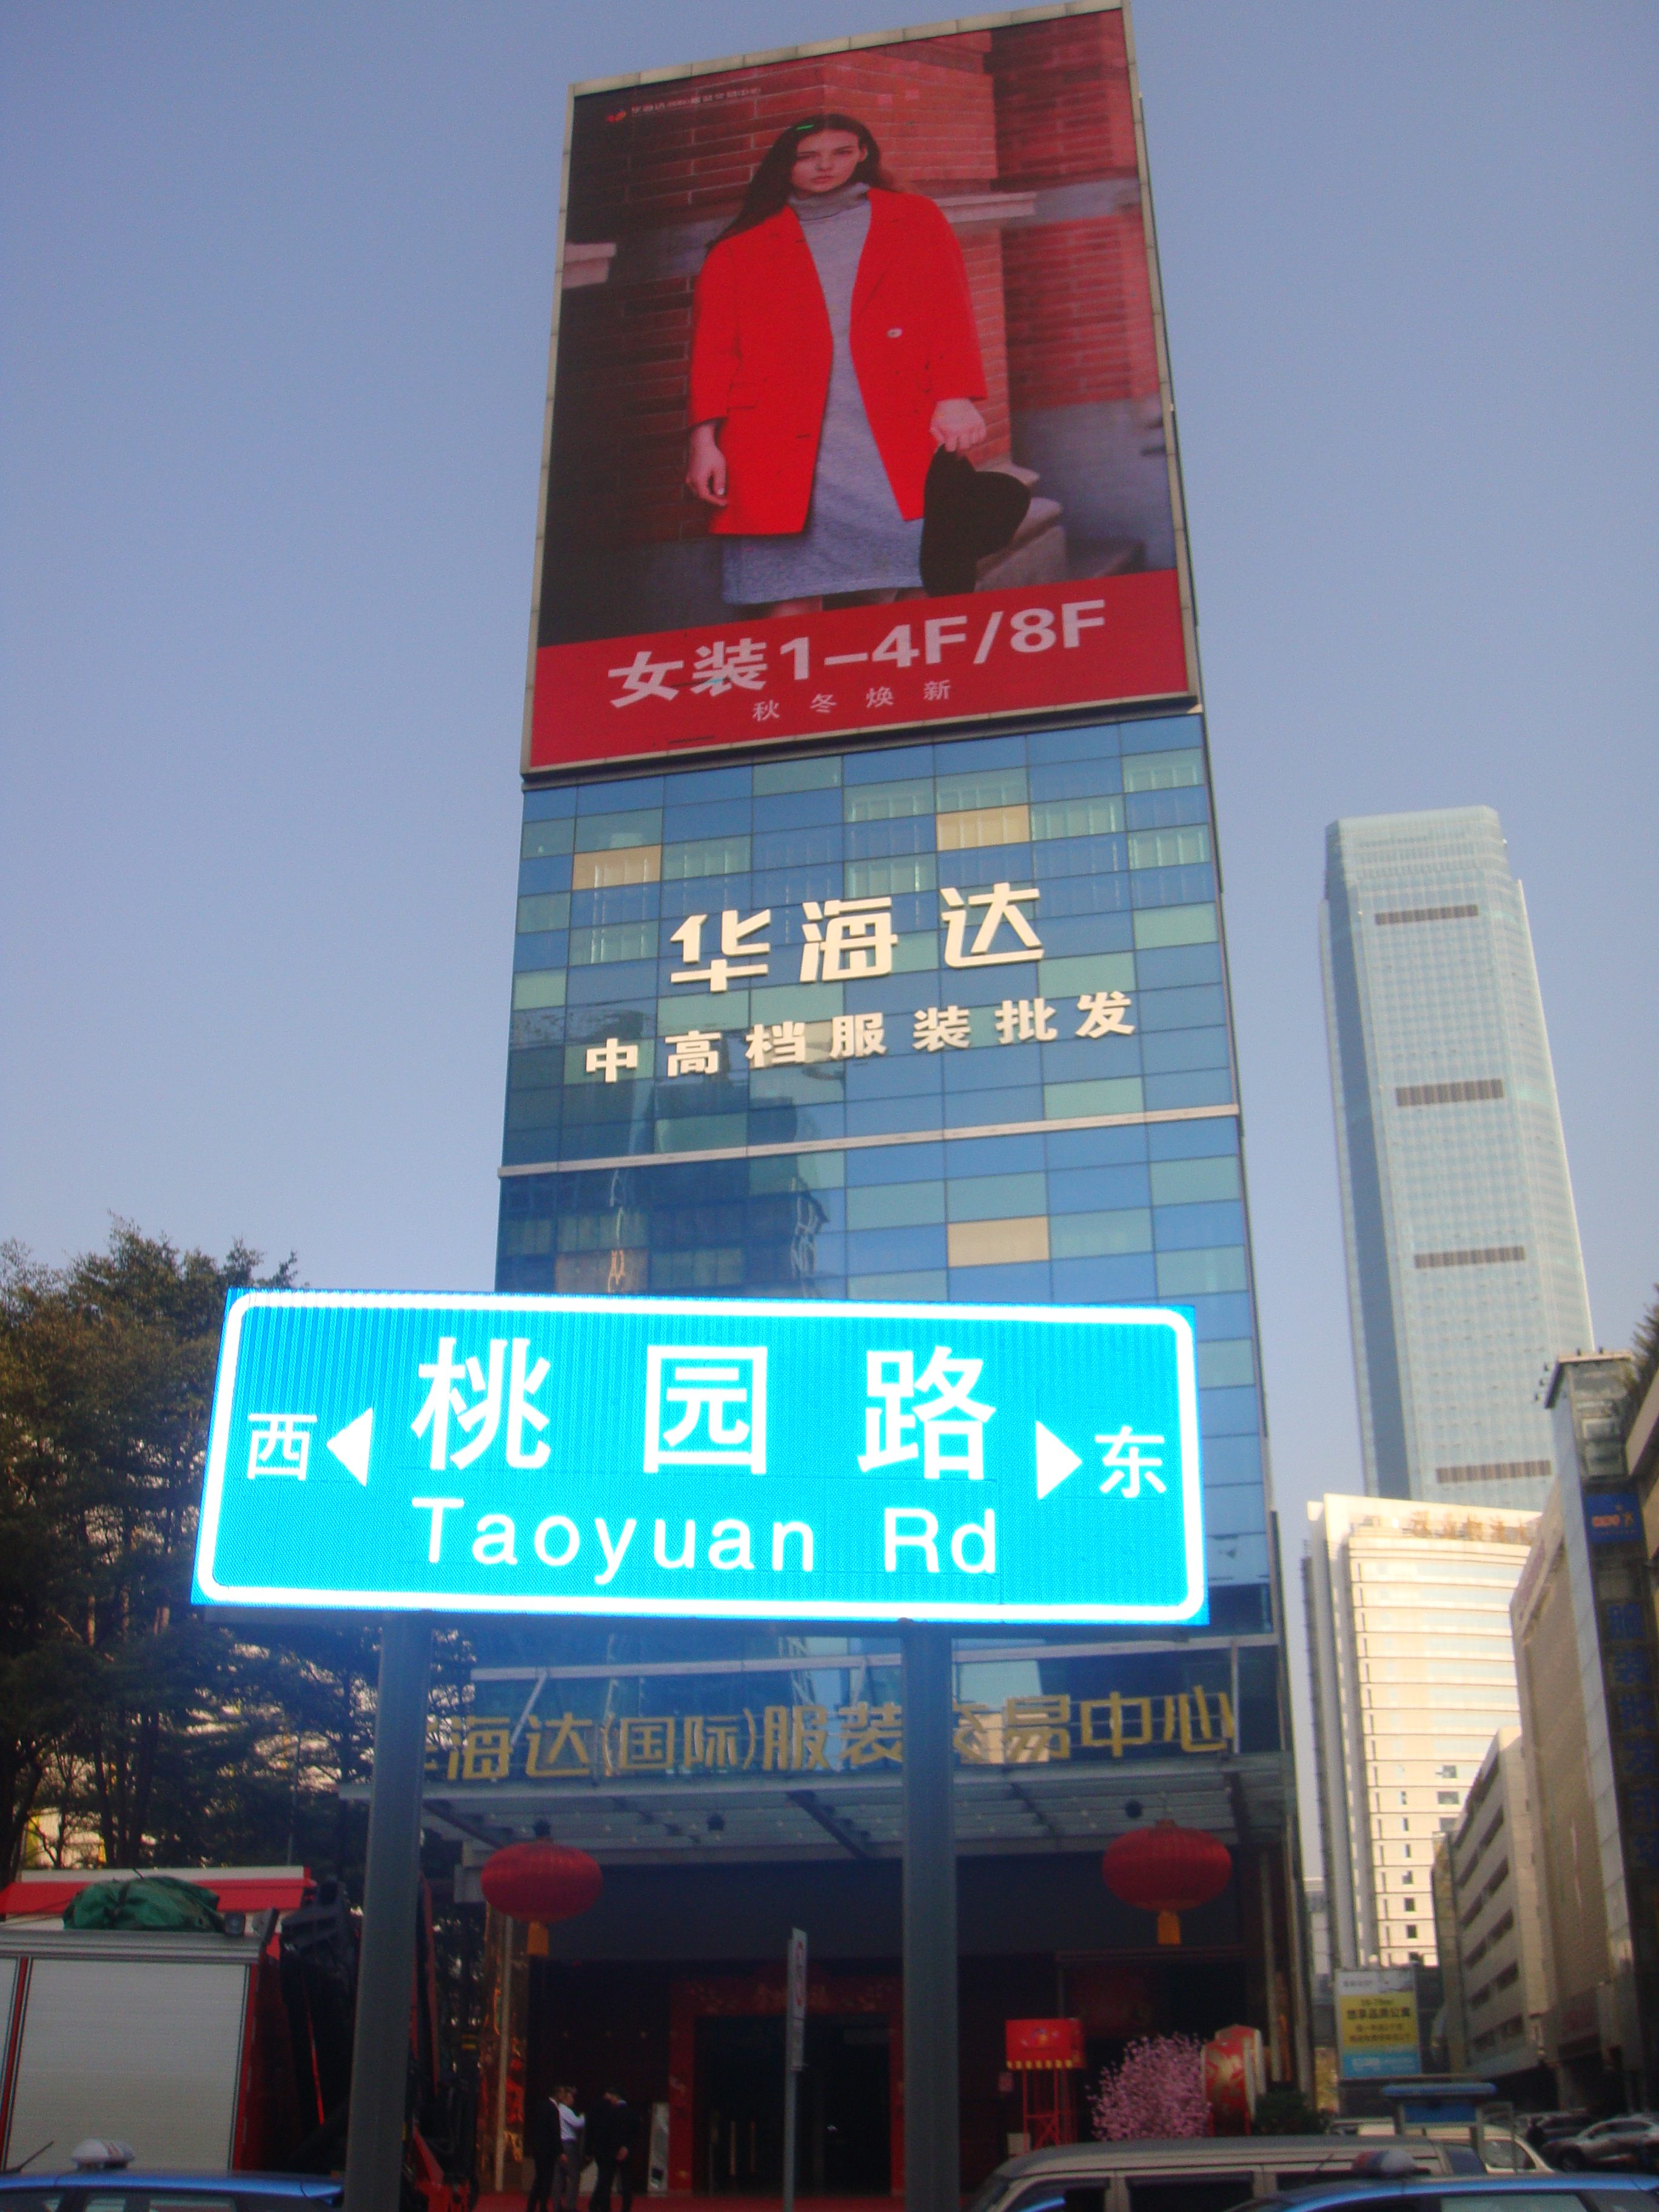 女装1-4F/8F
秋冬焕新
华海达
中高档服装批发
西 桃园路 东
Taoyuan Rd
海达(国际)服装交易中心